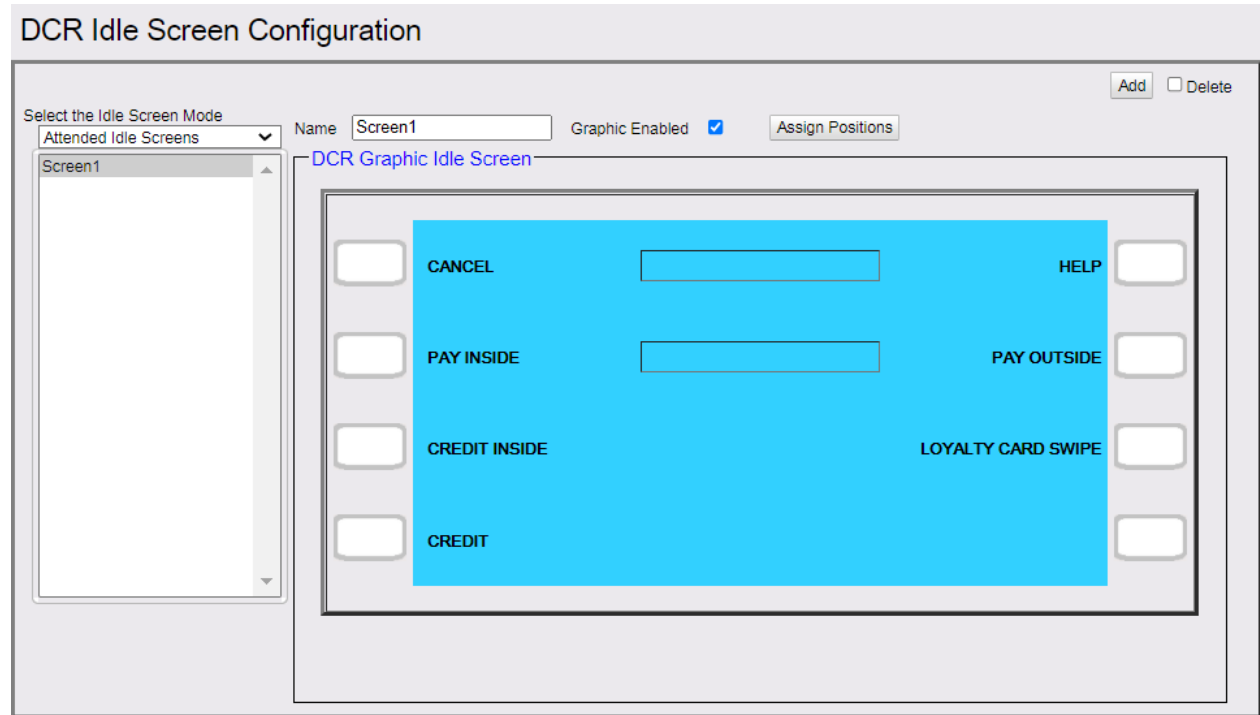 DCR Idle Screen Configuration
Add Delete
Select the Idle Screen Mode
Attended Idle Screens
Name Screen1 Graphic Enabled Assign Positions
Screen1
DCR Graphic Idle Screen
CANCEL HELP
PAY INSIDE PAY OUTSIDE
CREDIT INSIDE LOYALTY CARD SWIPE
CREDIT